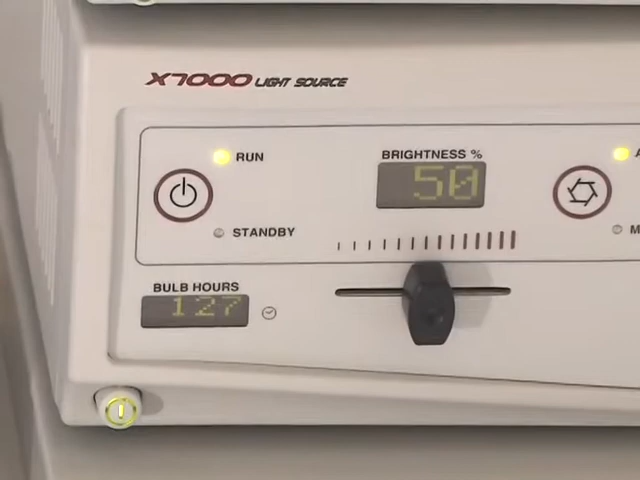 X7000 LIGHT SOURCE
RUN
BRIGHTNESS %
50
STANDBY
BULB HOURS
127